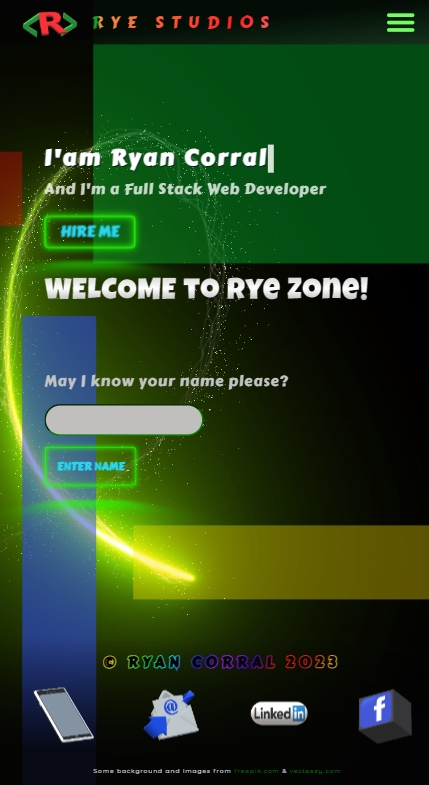 <R> RYE STUDIOS
I'am Ryan Corral
And I'm a Full Stack Web Developer
HIRE ME
WELCOME TO Rye Zone!
May I know your name please?
ENTER NAME
© RYAN CORRAL 2023
@
Linked in
f
Some background and images from freepik.com & vecteezy.com